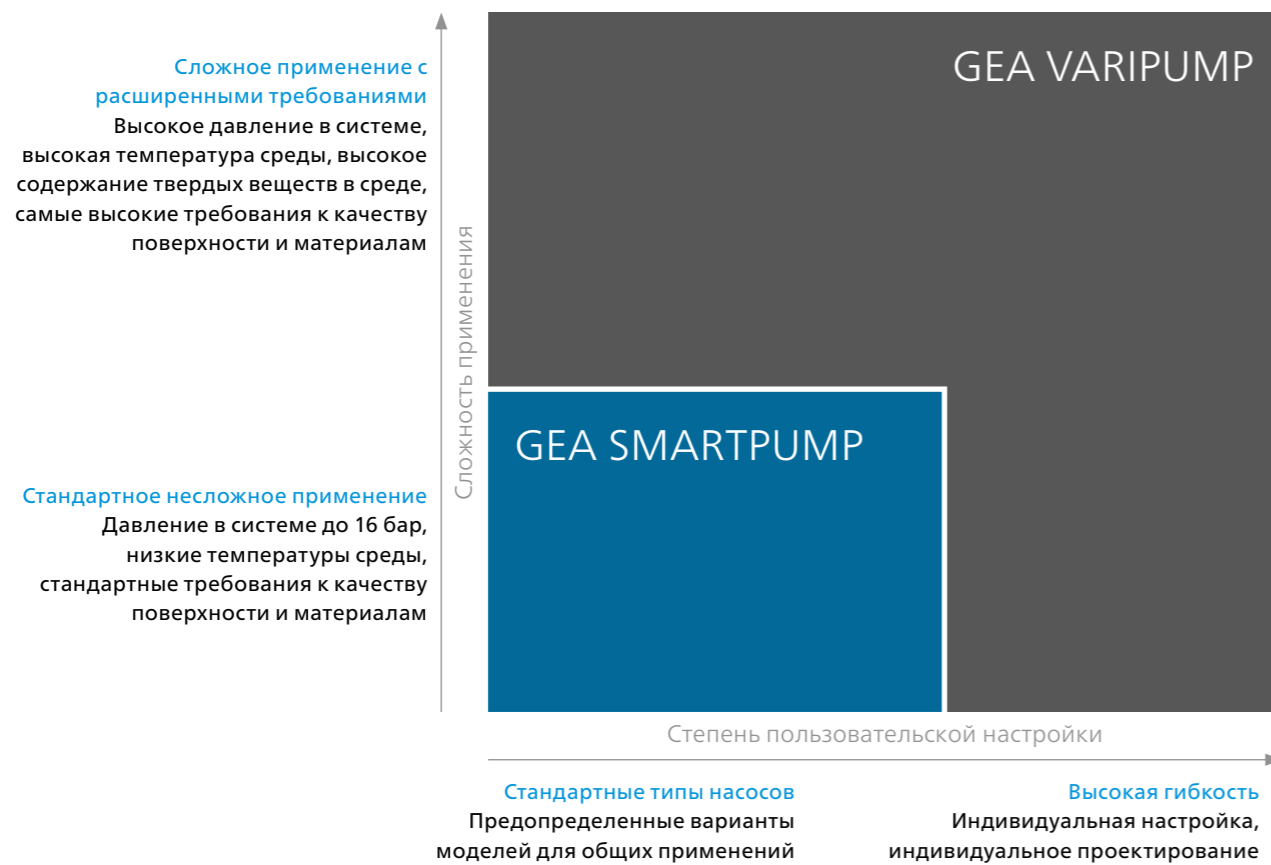 Сложное применение с
расширенными требованиями
Высокое давление в системе,
высокая температура среды, высокое
содержание твердых веществ в среде,
самые высокие требования к качеству
поверхности и материалам
Стандартное несложное применение
Давление в системе до 16 бар,
низкие температуры среды,
стандартные требования к качеству
поверхности и материалам
Сложность применения
GEA VARIPUMP
GEA SMARTPUMP
Степень пользовательской настройки
Стандартные типы насосов
Предопределенные варианты
моделей для общих применений
Высокая гибкость
Индивидуальная настройка,
индивидуальное проектирование